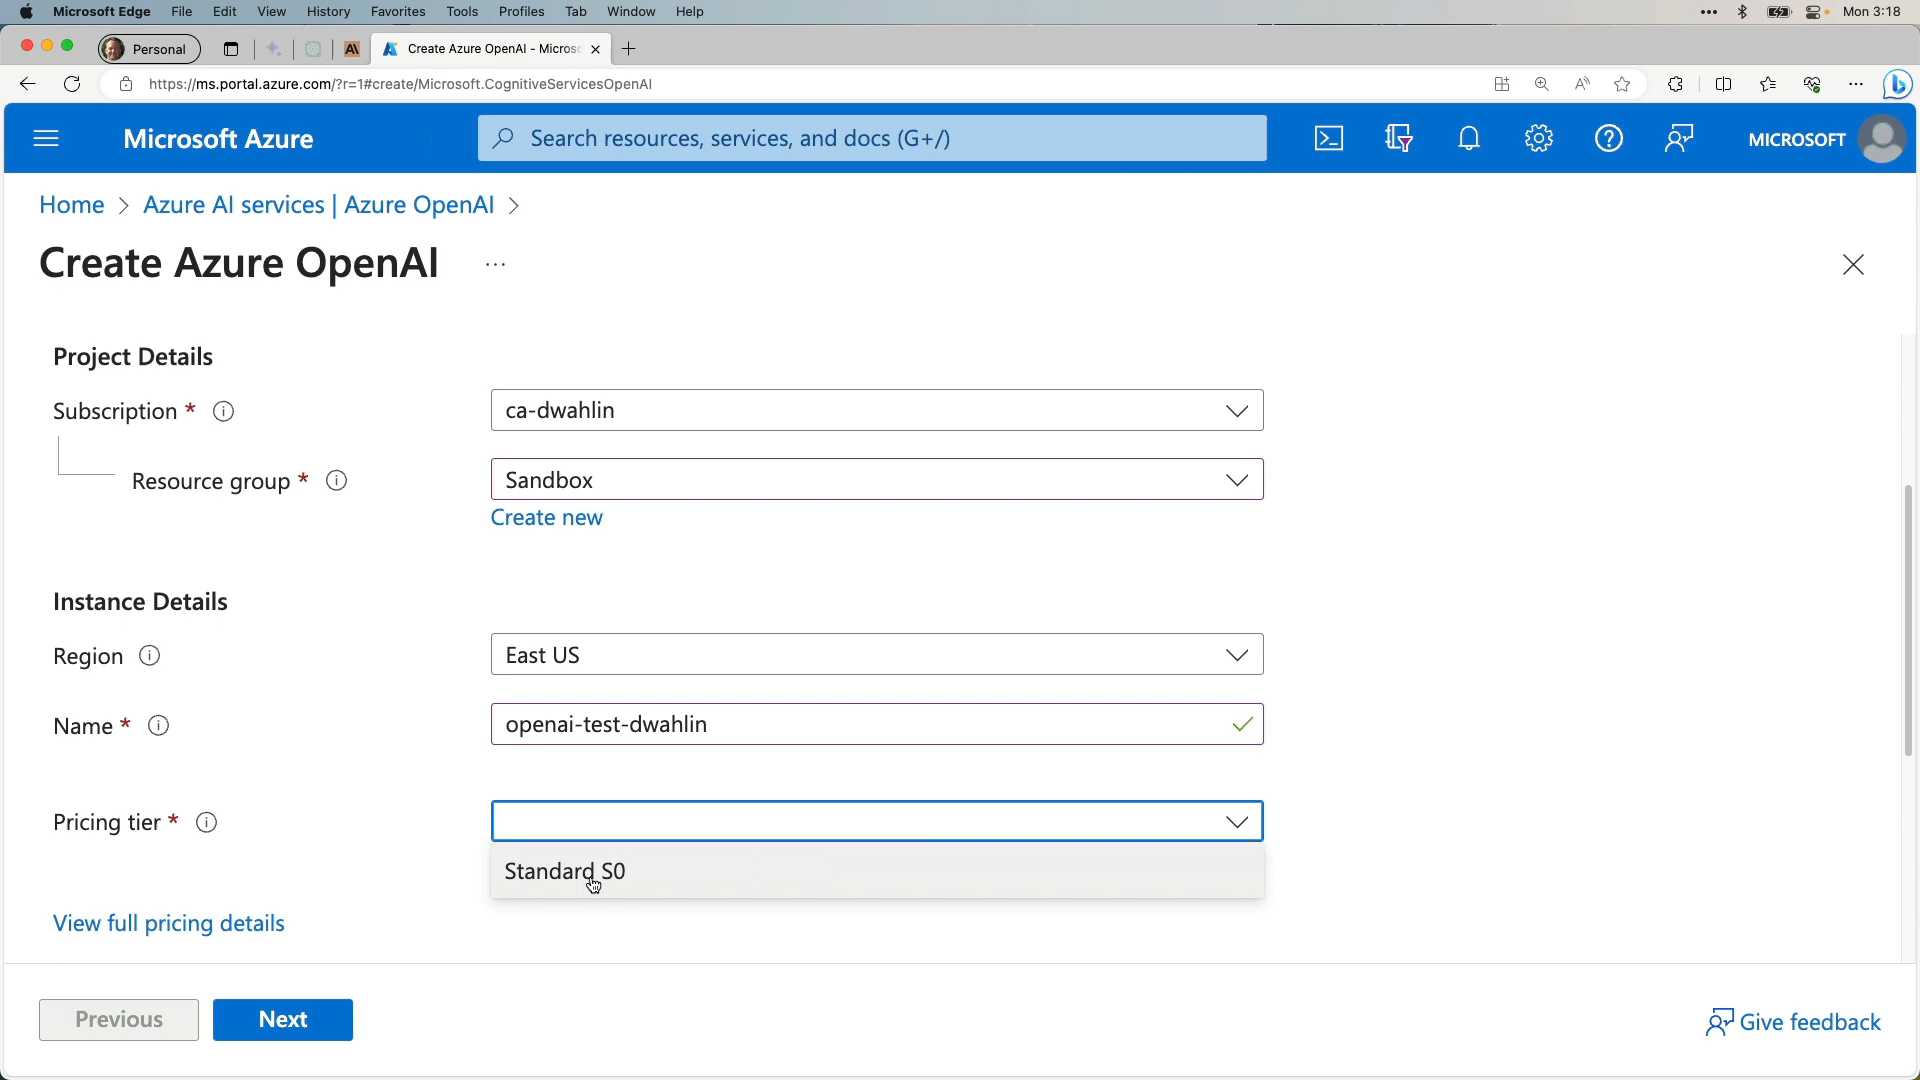 Microsoft Edge File Edit View History Favorites Tools Profiles Tab Window Help Mon 3:18
Personal Create Azure OpenAI - Micros
https://ms.portal.azure.com/?r=1#create/Microsoft.CognitiveServicesOpenAI
Microsoft Azure Search resources, services, and docs (G+/) MICROSOFT
Home > Azure AI services | Azure OpenAI >
Create Azure OpenAI ...
Project Details
Subscription * ca-dwahlin
Resource group * Sandbox
Create new
Instance Details
Region East US
Name * openai-test-dwahlin
Pricing tier *
Standard S0
View full pricing details
Previous Next Give feedback